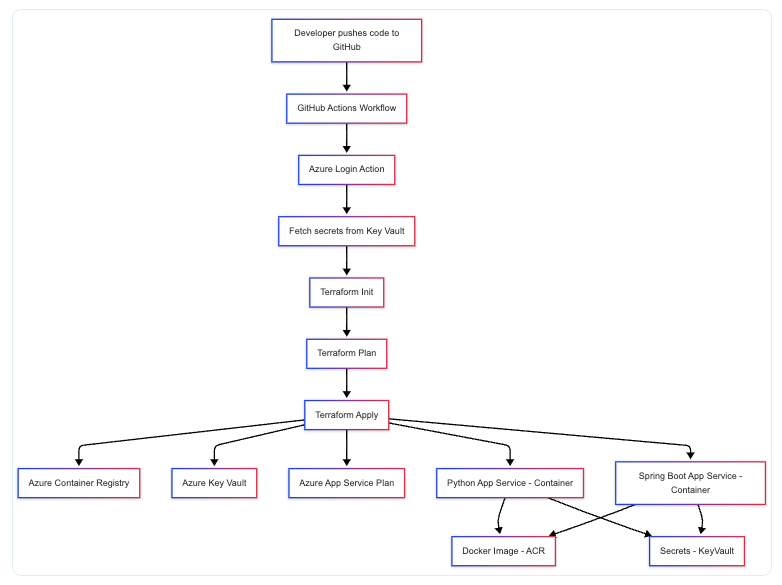 Developer pushes code to
GitHub
GitHub Actions Workflow
Azure Login Action
Fetch secrets from Key Vault
Terraform Init
Terraform Plan
Terraform Apply
Azure Container Registry
Azure Key Vault
Azure App Service Plan
Python App Service - Container
Spring Boot App Service -
Container
Docker Image - ACR
Secrets - KeyVault